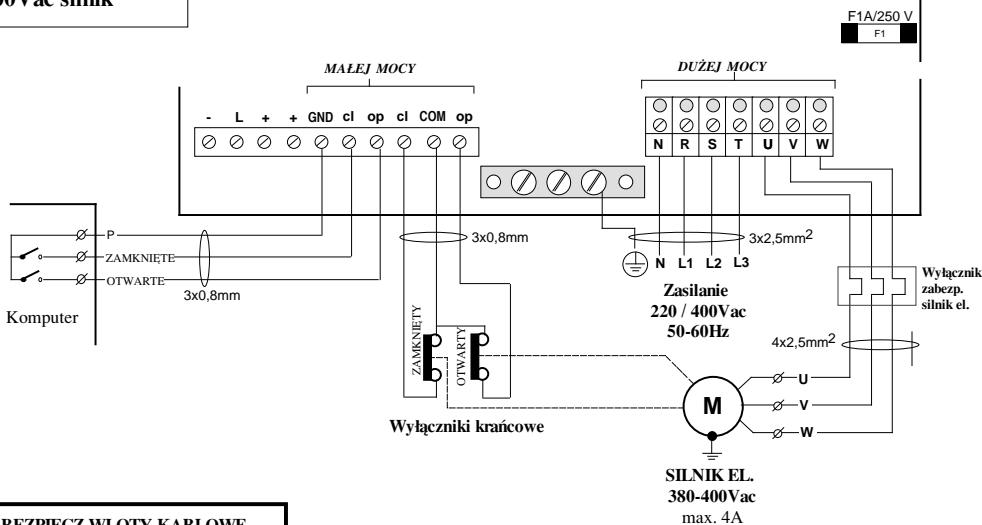 silnik
F1A/250 V
F1
MAŁEJ MOCY
DUŻEJ MOCY
- L + + GND cl op cl COM op
N R S T U V W
P
ZAMKNIĘTE
OTWARTE
3x0,8mm
Komputer
3x0,8mm
3x2,5mm2
N L1 L2 L3
Zasilanie
220 / 400Vac
50-60Hz
Wyłącznik
zabezp.
silnik el.
4x2,5mm2
ZAMKNIĘTY
OTWARTY
Wyłączniki krańcowe
M
U
V
W
SILNIK EL.
380-400Vac
max. 4A
WLOTY KABLOWE